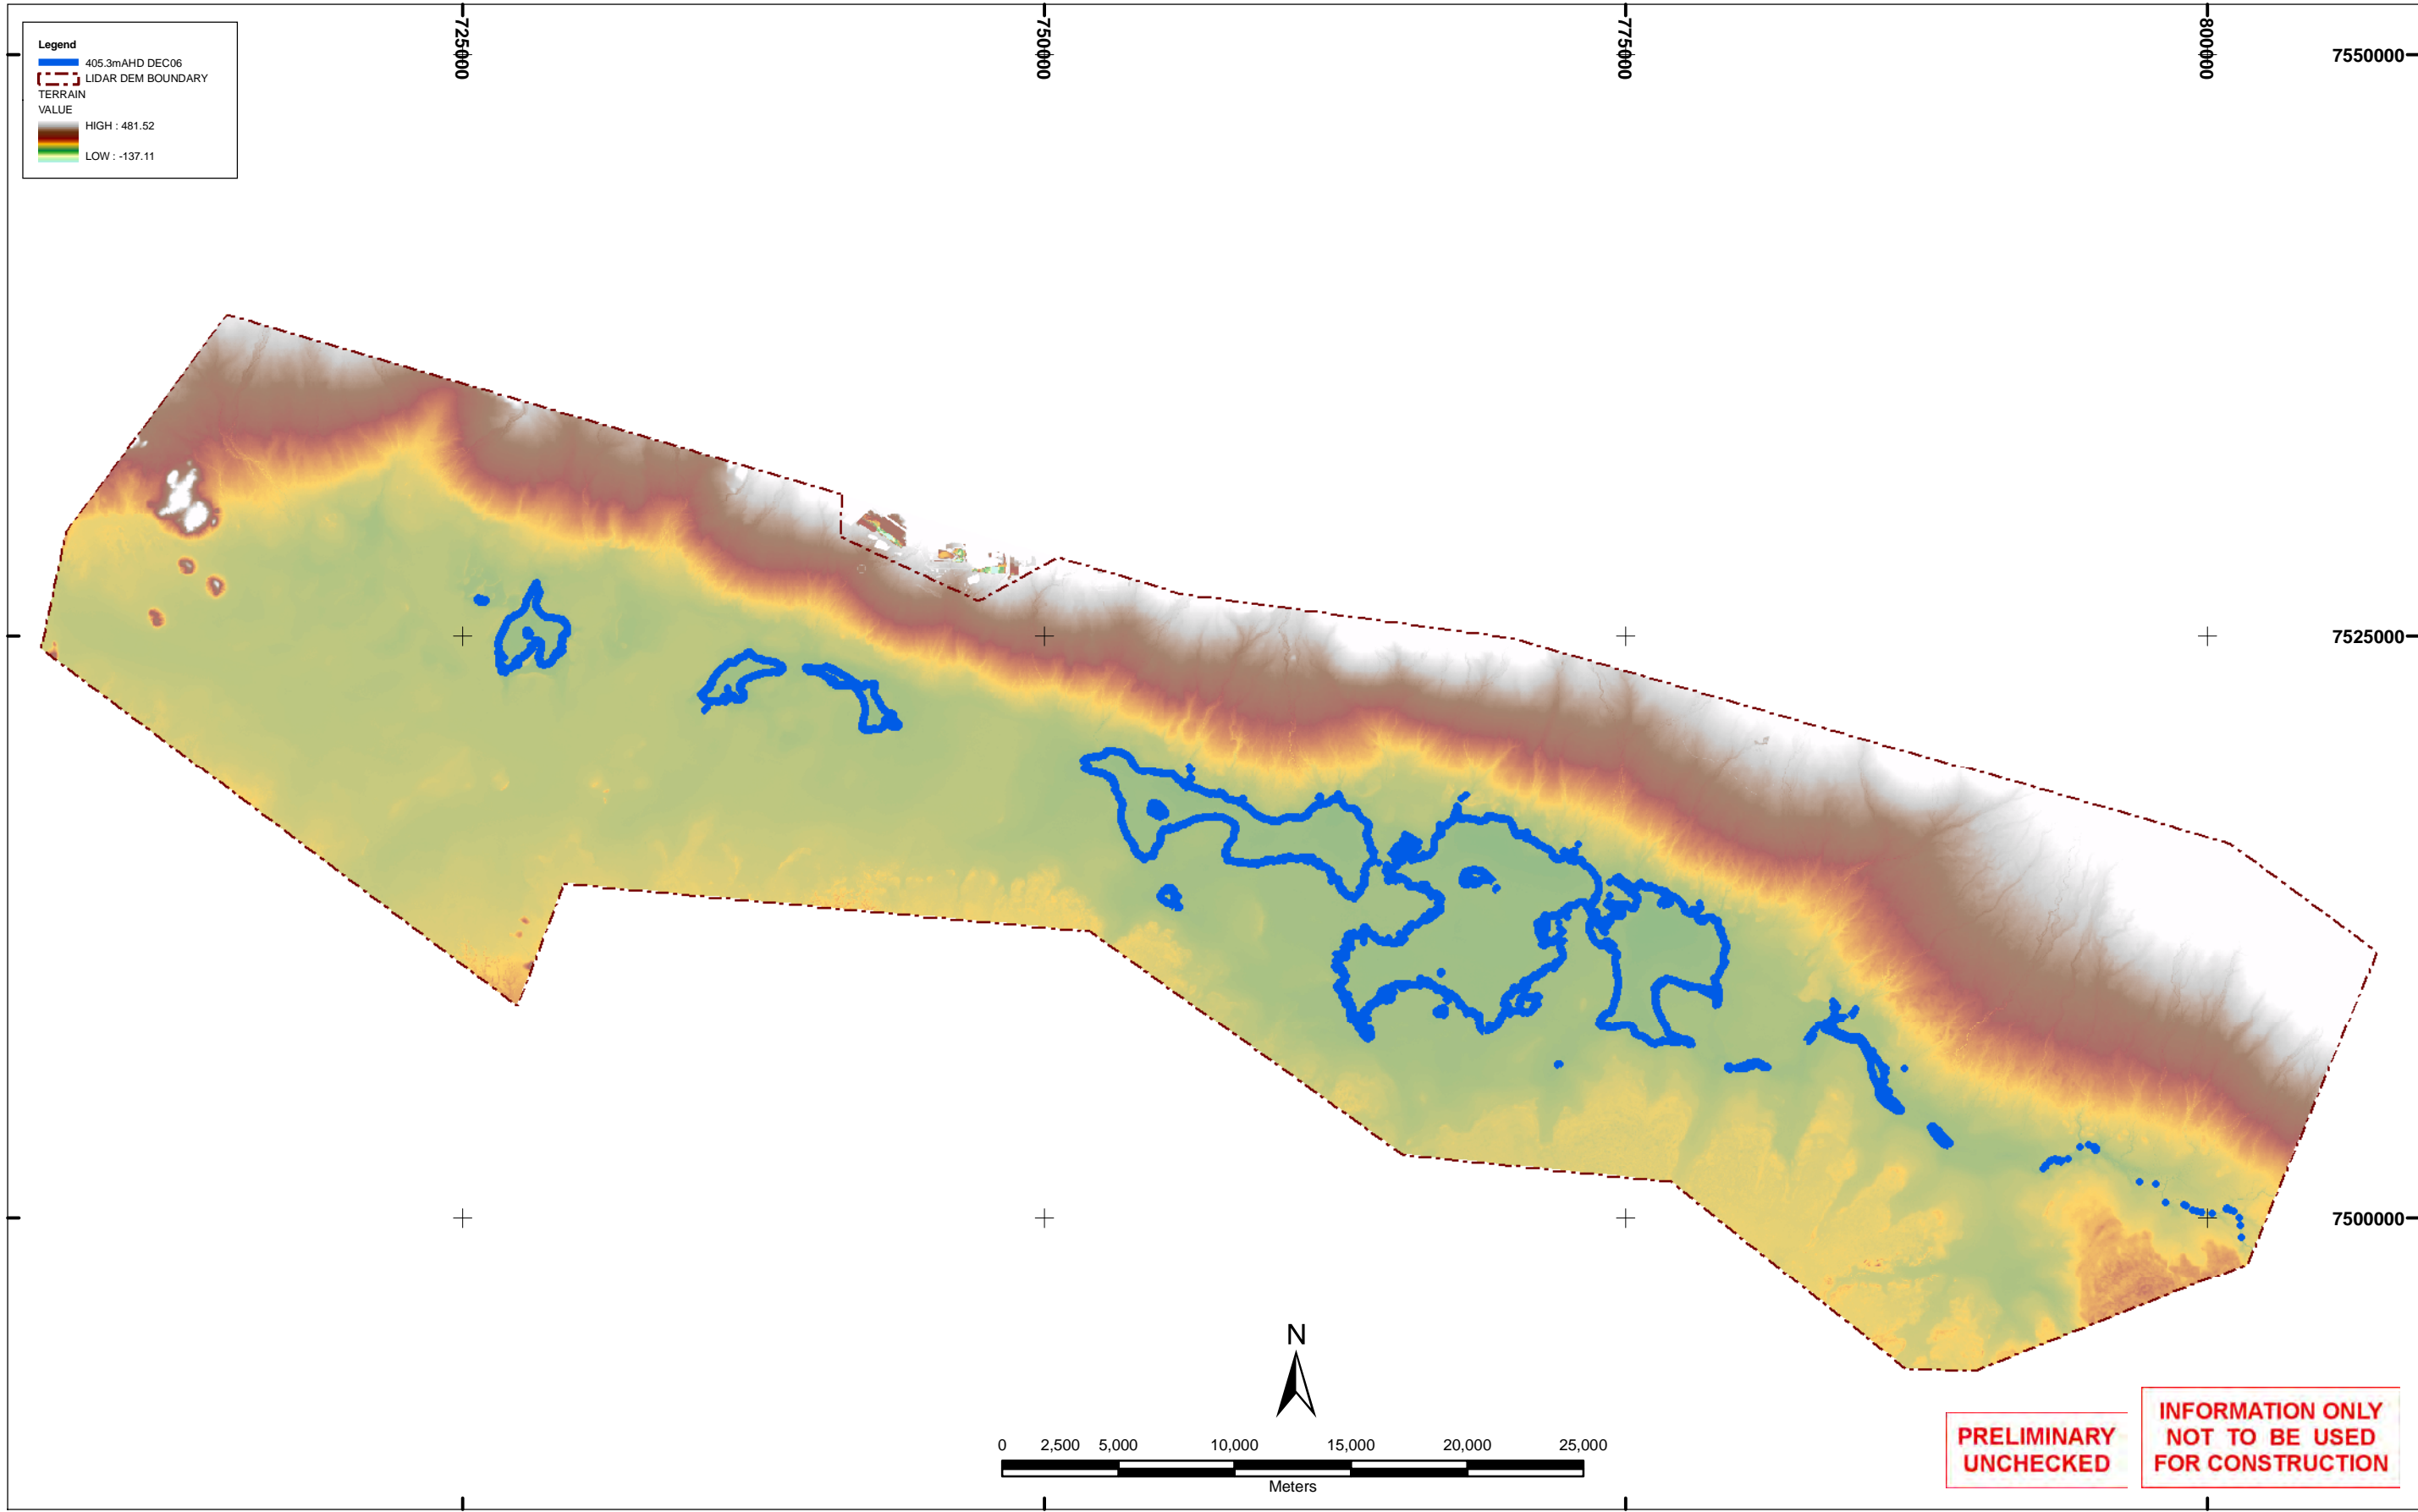 725000
750000
775000
800000
7550000
Legend
405.3mAHD DEC06
LIDAR DEM BOUNDARY
TERRAIN
VALUE
HIGH : 481.52
LOW : -137.11
7525000
7500000
N
0 2,500 5,000 10,000 15,000 20,000 25,000
Meters
PRELIMINARY
UNCHECKED
INFORMATION ONLY
NOT TO BE USED
FOR CONSTRUCTION